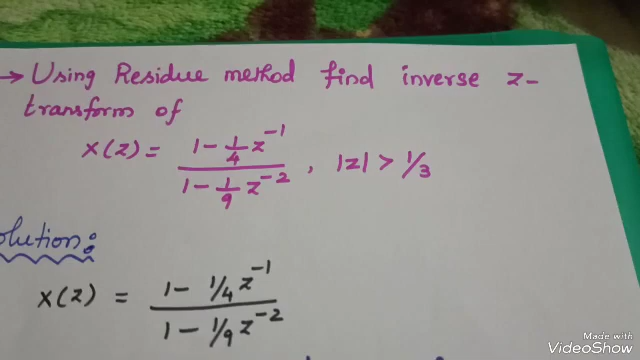 → Using Residue method find inverse z-
transform of
x(z) = (1 - 1/4 z^-1) / (1 - 1/9 z^-2), |z| > 1/3
olution:
x(z) = (1 - 1/4 z^-1) / (1 - 1/9 z^-2)
Made with
VideoShow